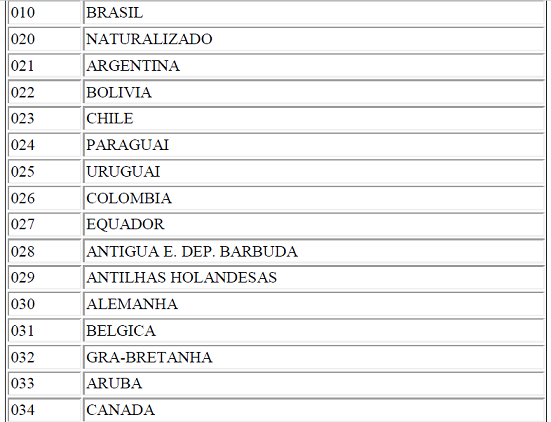 010 BRASIL
020 NATURALIZADO
021 ARGENTINA
022 BOLIVIA
023 CHILE
024 PARAGUAI
025 URUGUAI
026 COLOMBIA
027 EQUADOR
028 ANTIGUA E. DEP. BARBUDA
029 ANTILHAS HOLANDESAS
030 ALEMANHA
031 BELGICA
032 GRA-BRETANHA
033 ARUBA
034 CANADA